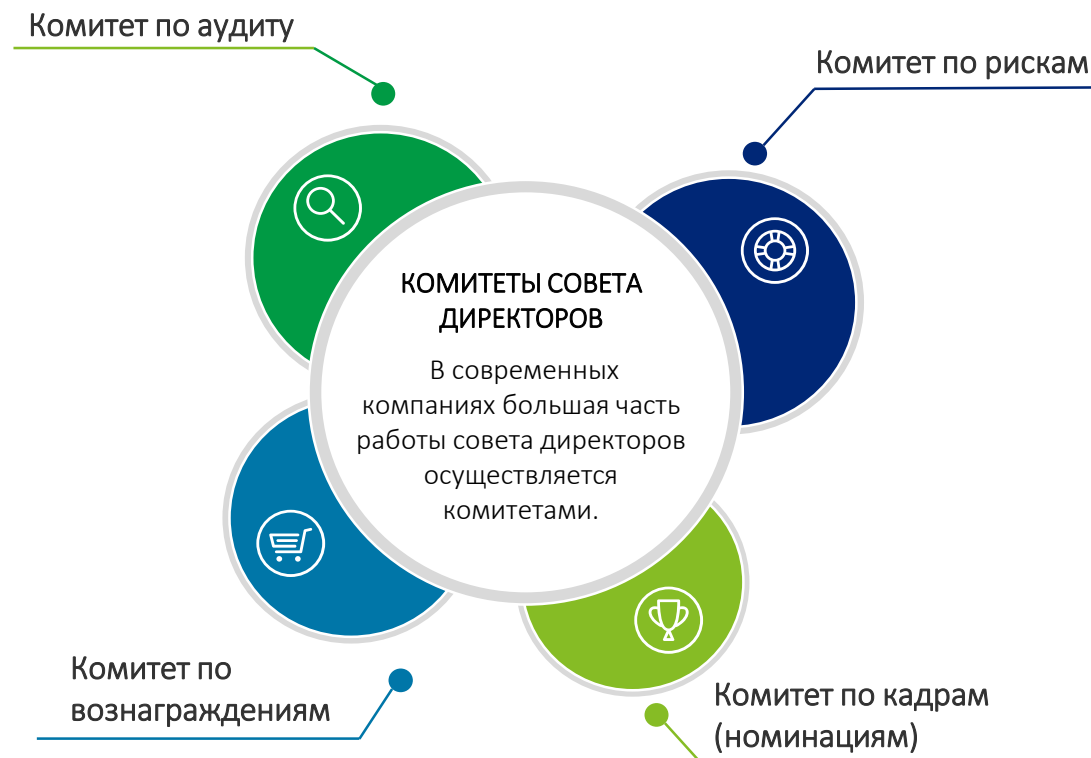 Комитет по аудиту
Комитет по рискам
КОМИТЕТЫ СОВЕТА
ДИРЕКТОРОВ
В современных
компаниях большая часть
работы совета директоров
осуществляется
комитетами.
Комитет по
вознаграждениям
Комитет по кадрам
(номинациям)